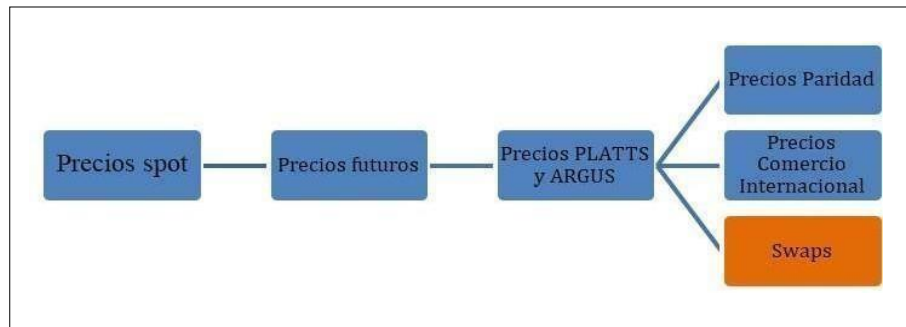 Precios spot
Precios futuros
Precios PLATTS
y ARGUS
Precios Paridad
Precios
Comercio
Internacional
Swaps